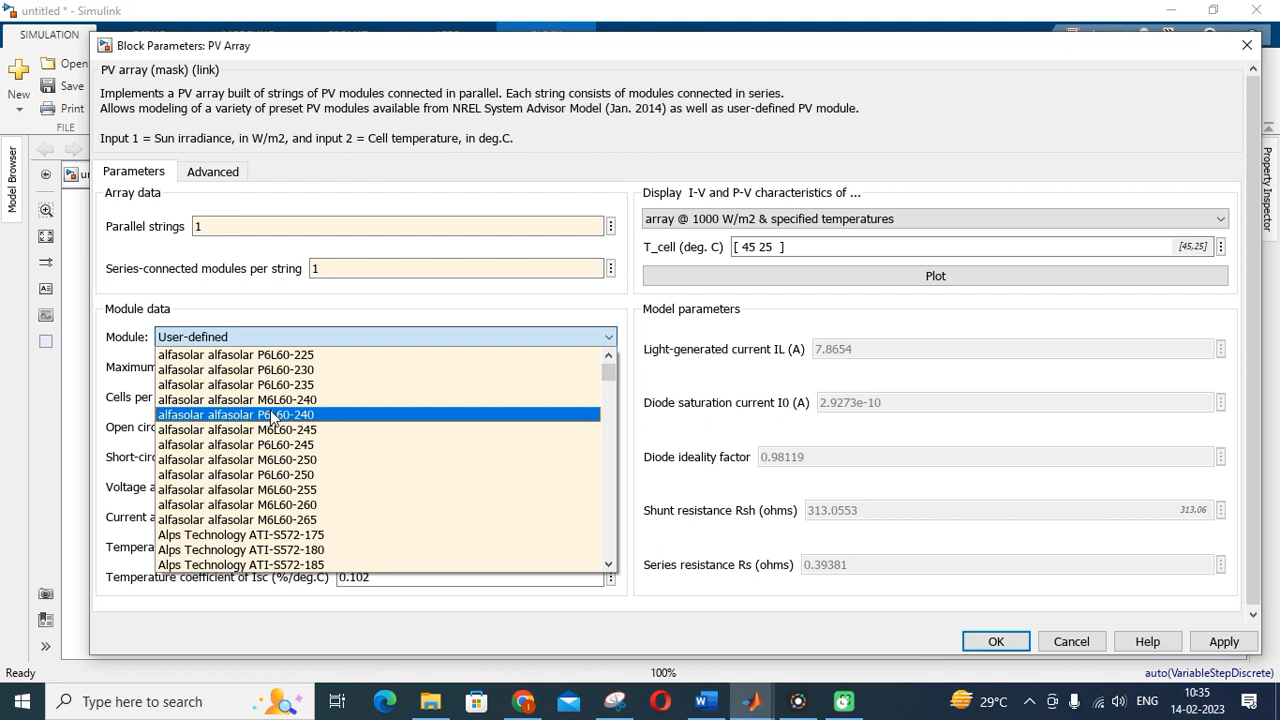 untitled * - Simulink
SIMULATION
Block Parameters: PV Array
PV array (mask) (link)
Implements a PV array built of strings of PV modules connected in parallel. Each string consists of modules connected in series.
Allows modeling of a variety of preset PV modules available from NREL System Advisor Model (Jan. 2014) as well as user-defined PV module.
Input 1 = Sun irradiance, in W/m2, and input 2 = Cell temperature, in deg.C.
New
Open
Save
Print
FILE
Model Browser
Property Inspector
Parameters
Advanced
Array data
Parallel strings 1
Series-connected modules per string 1
Display I-V and P-V characteristics of ...
array @ 1000 W/m2 & specified temperatures
T_cell (deg. C) [ 45 25 ] [45,25]
Plot
Module data
Module: User-defined
alfasolar alfasolar P6L60-225
alfasolar alfasolar P6L60-230
alfasolar alfasolar P6L60-235
alfasolar alfasolar M6L60-240
alfasolar alfasolar P6L60-240
alfasolar alfasolar M6L60-245
alfasolar alfasolar P6L60-245
alfasolar alfasolar M6L60-250
alfasolar alfasolar P6L60-250
alfasolar alfasolar M6L60-255
alfasolar alfasolar M6L60-260
alfasolar alfasolar M6L60-265
Alps Technology ATI-S572-175
Alps Technology ATI-S572-180
Alps Technology ATI-S572-185
Maximum
Cells per
Open circ
Short-circ
Voltage a
Current a
Tempera
Temperature coefficient of Isc (%/deg.C) 0.102
Model parameters
Light-generated current IL (A) 7.8654
Diode saturation current I0 (A) 2.9273e-10
Diode ideality factor 0.98119
Shunt resistance Rsh (ohms) 313.0553 313.06
Series resistance Rs (ohms) 0.39381
OK
Cancel
Help
Apply
Ready
100%
auto(VariableStepDiscrete)
Type here to search
29°C
ENG
10:35
14-02-2023